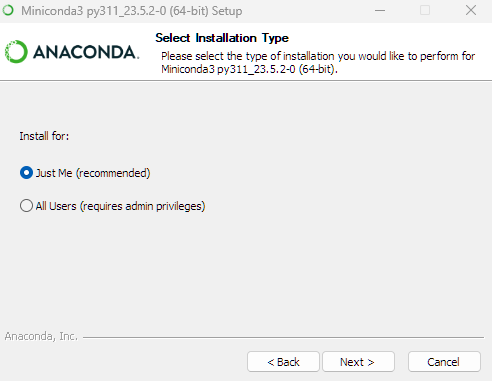 Miniconda3 py311_23.5.2-0 (64-bit) Setup
ANACONDA.
Select Installation Type
Please select the type of installation you would like to perform for
Miniconda3 py311_23.5.2-0 (64-bit).
Install for:
Just Me (recommended)
All Users (requires admin privileges)
Anaconda, Inc.
< Back
Next >
Cancel